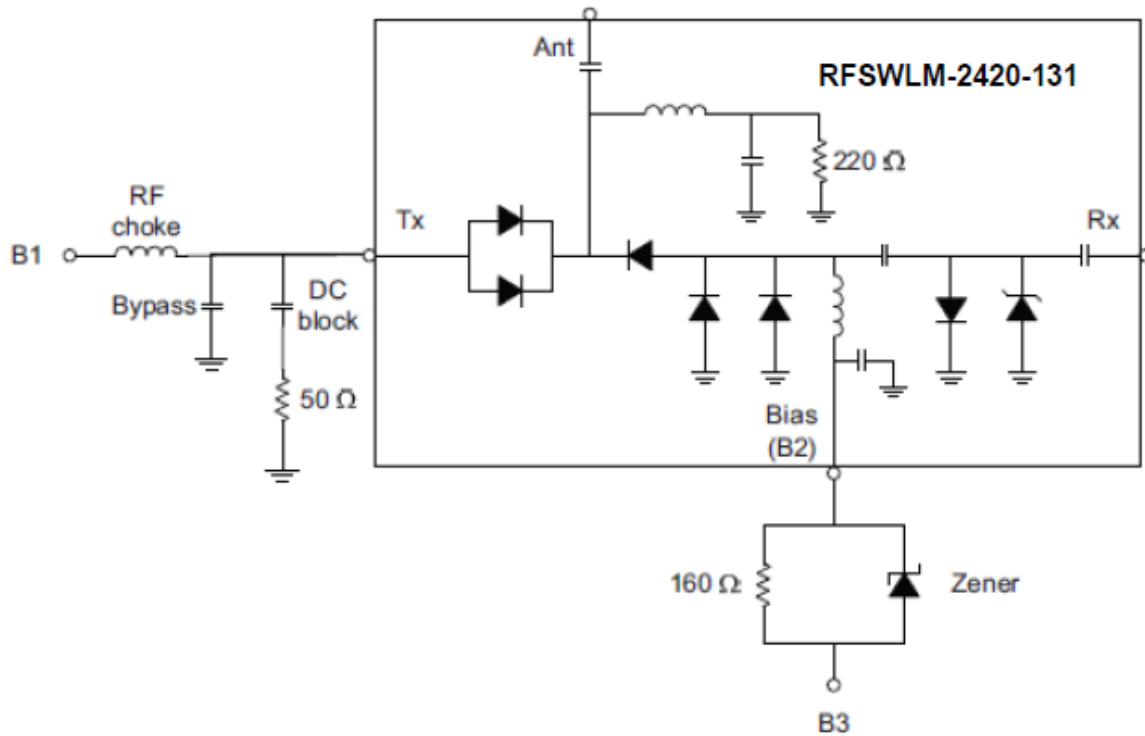 Ant
RFSWLM-2420-131
220 Ω
RF
choke
Tx
Rx
B1
Bypass
DC
block
50 Ω
Bias
(B2)
160 Ω
Zener
B3